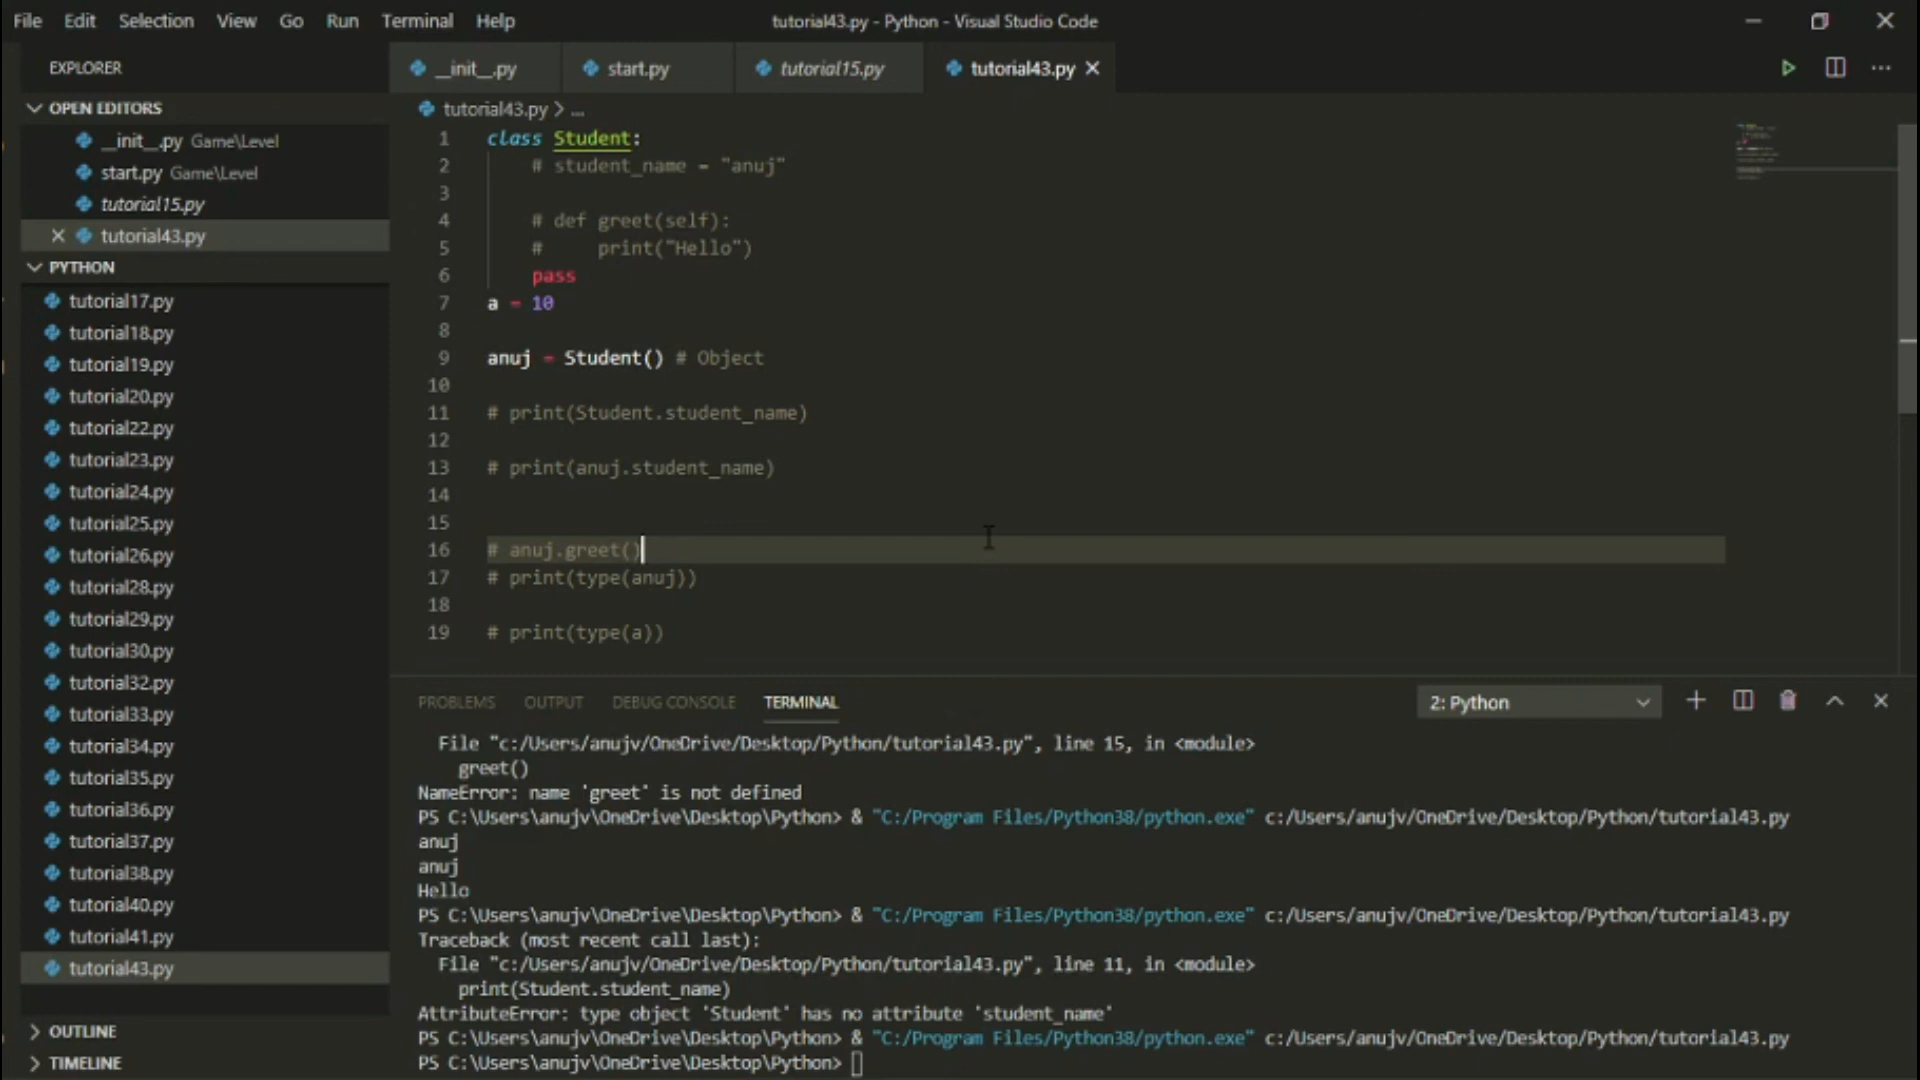 File Edit Selection View Go Run Terminal Help tutorial43.py - Python - Visual Studio Code
EXPLORER
OPEN EDITORS
__init__.py Game\Level
start.py Game\Level
tutorial15.py
tutorial43.py
PYTHON
tutorial17.py
tutorial18.py
tutorial19.py
tutorial20.py
tutorial22.py
tutorial23.py
tutorial24.py
tutorial25.py
tutorial26.py
tutorial28.py
tutorial29.py
tutorial30.py
tutorial32.py
tutorial33.py
tutorial34.py
tutorial35.py
tutorial36.py
tutorial37.py
tutorial38.py
tutorial40.py
tutorial41.py
tutorial43.py
OUTLINE
TIMELINE
__init__.py start.py tutorial15.py tutorial43.py
tutorial43.py > ...
1 class Student:
2 # student_name = "anuj"
3
4 # def greet(self):
5 #     print("Hello")
6 pass
7 a = 10
8
9 anuj = Student() # Object
10
11 # print(Student.student_name)
12
13 # print(anuj.student_name)
14
15
16 # anuj.greet()
17 # print(type(anuj))
18
19 # print(type(a))
PROBLEMS OUTPUT DEBUG CONSOLE TERMINAL 2: Python
File "c:/Users/anujv/OneDrive/Desktop/Python/tutorial43.py", line 15, in <module>
greet()
NameError: name 'greet' is not defined
PS C:\Users\anujv\OneDrive\Desktop\Python> & "C:/Program Files/Python38/python.exe" c:/Users/anujv/OneDrive/Desktop/Python/tutorial43.py
anuj
anuj
Hello
PS C:\Users\anujv\OneDrive\Desktop\Python> & "C:/Program Files/Python38/python.exe" c:/Users/anujv/OneDrive/Desktop/Python/tutorial43.py
Traceback (most recent call last):
File "c:/Users/anujv/OneDrive/Desktop/Python/tutorial43.py", line 11, in <module>
print(Student.student_name)
AttributeError: type object 'Student' has no attribute 'student_name'
PS C:\Users\anujv\OneDrive\Desktop\Python> & "C:/Program Files/Python38/python.exe" c:/Users/anujv/OneDrive/Desktop/Python/tutorial43.py
PS C:\Users\anujv\OneDrive\Desktop\Python>